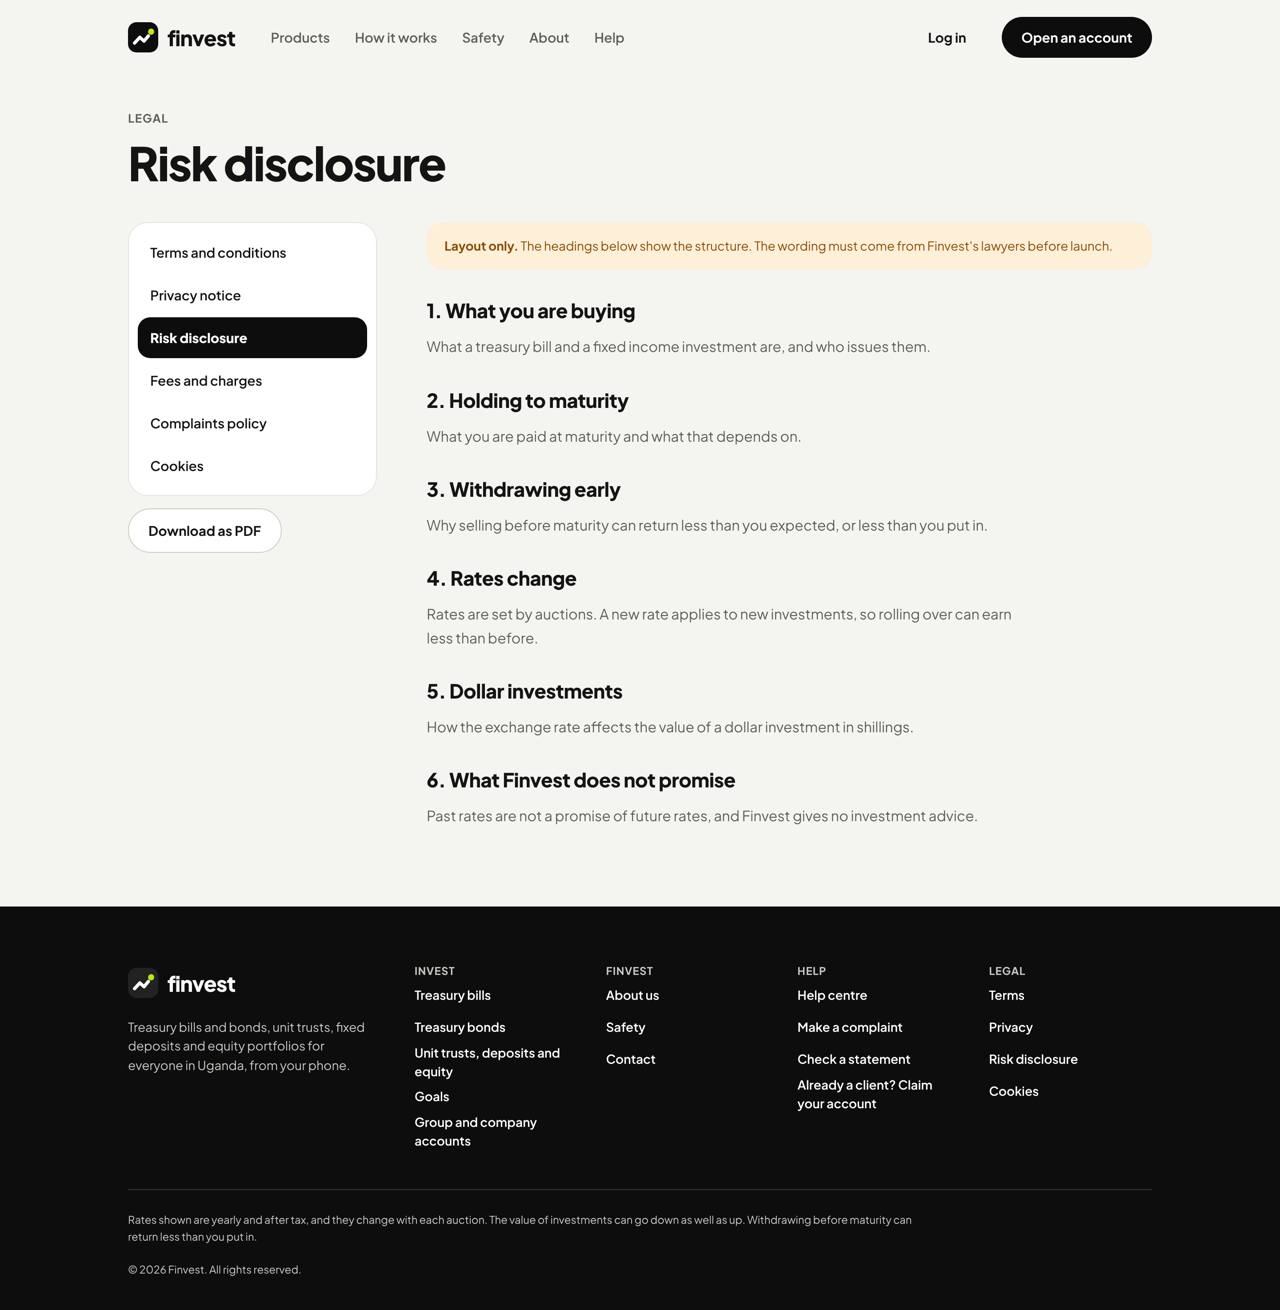 finvest
Products
How it works
Safety
About
Help
Log in
Open an account
LEGAL
Risk disclosure
Terms and conditions
Privacy notice
Risk disclosure
Fees and charges
Complaints policy
Cookies
Download as PDF
Layout only. The headings below show the structure. The wording must come from Finvest's lawyers before launch.
1. What you are buying
What a treasury bill and a fixed income investment are, and who issues them.
2. Holding to maturity
What you are paid at maturity and what that depends on.
3. Withdrawing early
Why selling before maturity can return less than you expected, or less than you put in.
4. Rates change
Rates are set by auctions. A new rate applies to new investments, so rolling over can earn
less than before.
5. Dollar investments
How the exchange rate affects the value of a dollar investment in shillings.
6. What Finvest does not promise
Past rates are not a promise of future rates, and Finvest gives no investment advice.
finvest
Treasury bills and bonds, unit trusts, fixed
deposits and equity portfolios for
everyone in Uganda, from your phone.
INVEST
Treasury bills
Treasury bonds
Unit trusts, deposits and
equity
Goals
Group and company
accounts
FINVEST
About us
Safety
Contact
HELP
Help centre
Make a complaint
Check a statement
Already a client? Claim
your account
LEGAL
Terms
Privacy
Risk disclosure
Cookies
Rates shown are yearly and after tax, and they change with each auction. The value of investments can go down as well as up. Withdrawing before maturity can
return less than you put in.
© 2026 Finvest. All rights reserved.